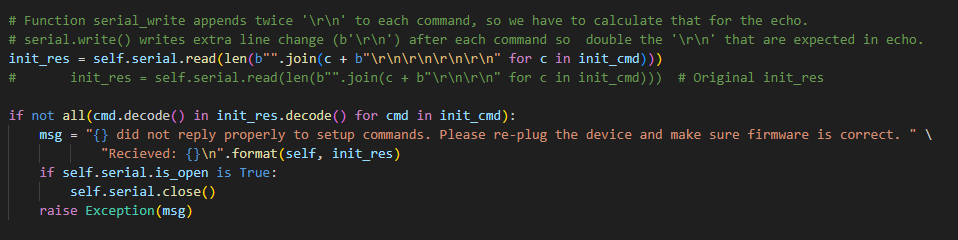 # Function serial_write appends twice '\r\n' to each command, so we have to calculate that for the echo.
# serial.write() writes extra line change (b'\r\n') after each command so  double the '\r\n' that are expected in echo.
init_res = self.serial.read(len(b"".join(c + b"\r\n\r\n\r\n\r\n" for c in init_cmd)))
#      init_res = self.serial.read(len(b"".join(c + b"\r\n\r\n" for c in init_cmd)))  # Original init_res
if not all(cmd.decode() in init_res.decode() for cmd in init_cmd):
    msg = "{} did not reply properly to setup commands. Please re-plug the device and make sure firmware is correct. " \
            "Recieved: {}\n".format(self, init_res)
    if self.serial.is_open is True:
        self.serial.close()
    raise Exception(msg)